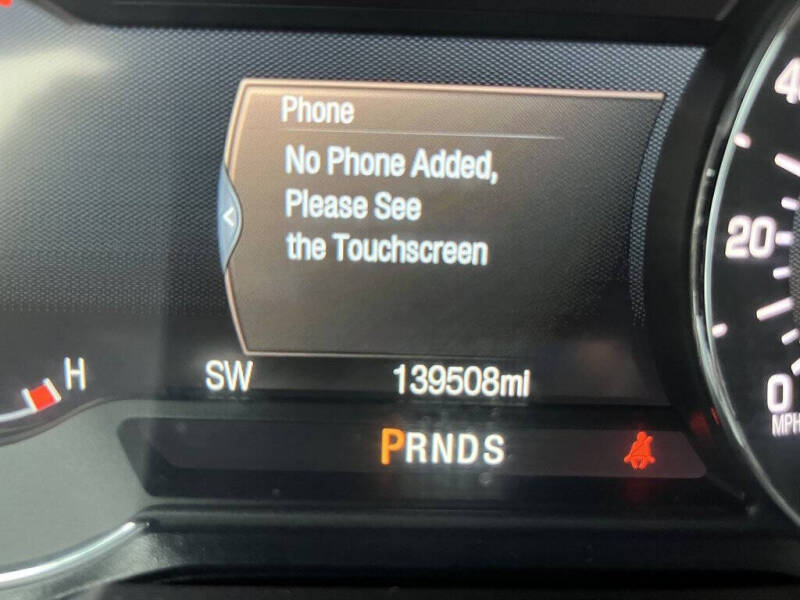 Phone
No Phone Added,
Please See
the Touchscreen
H
SW 139508mi
PRNDS
20
0
MPH